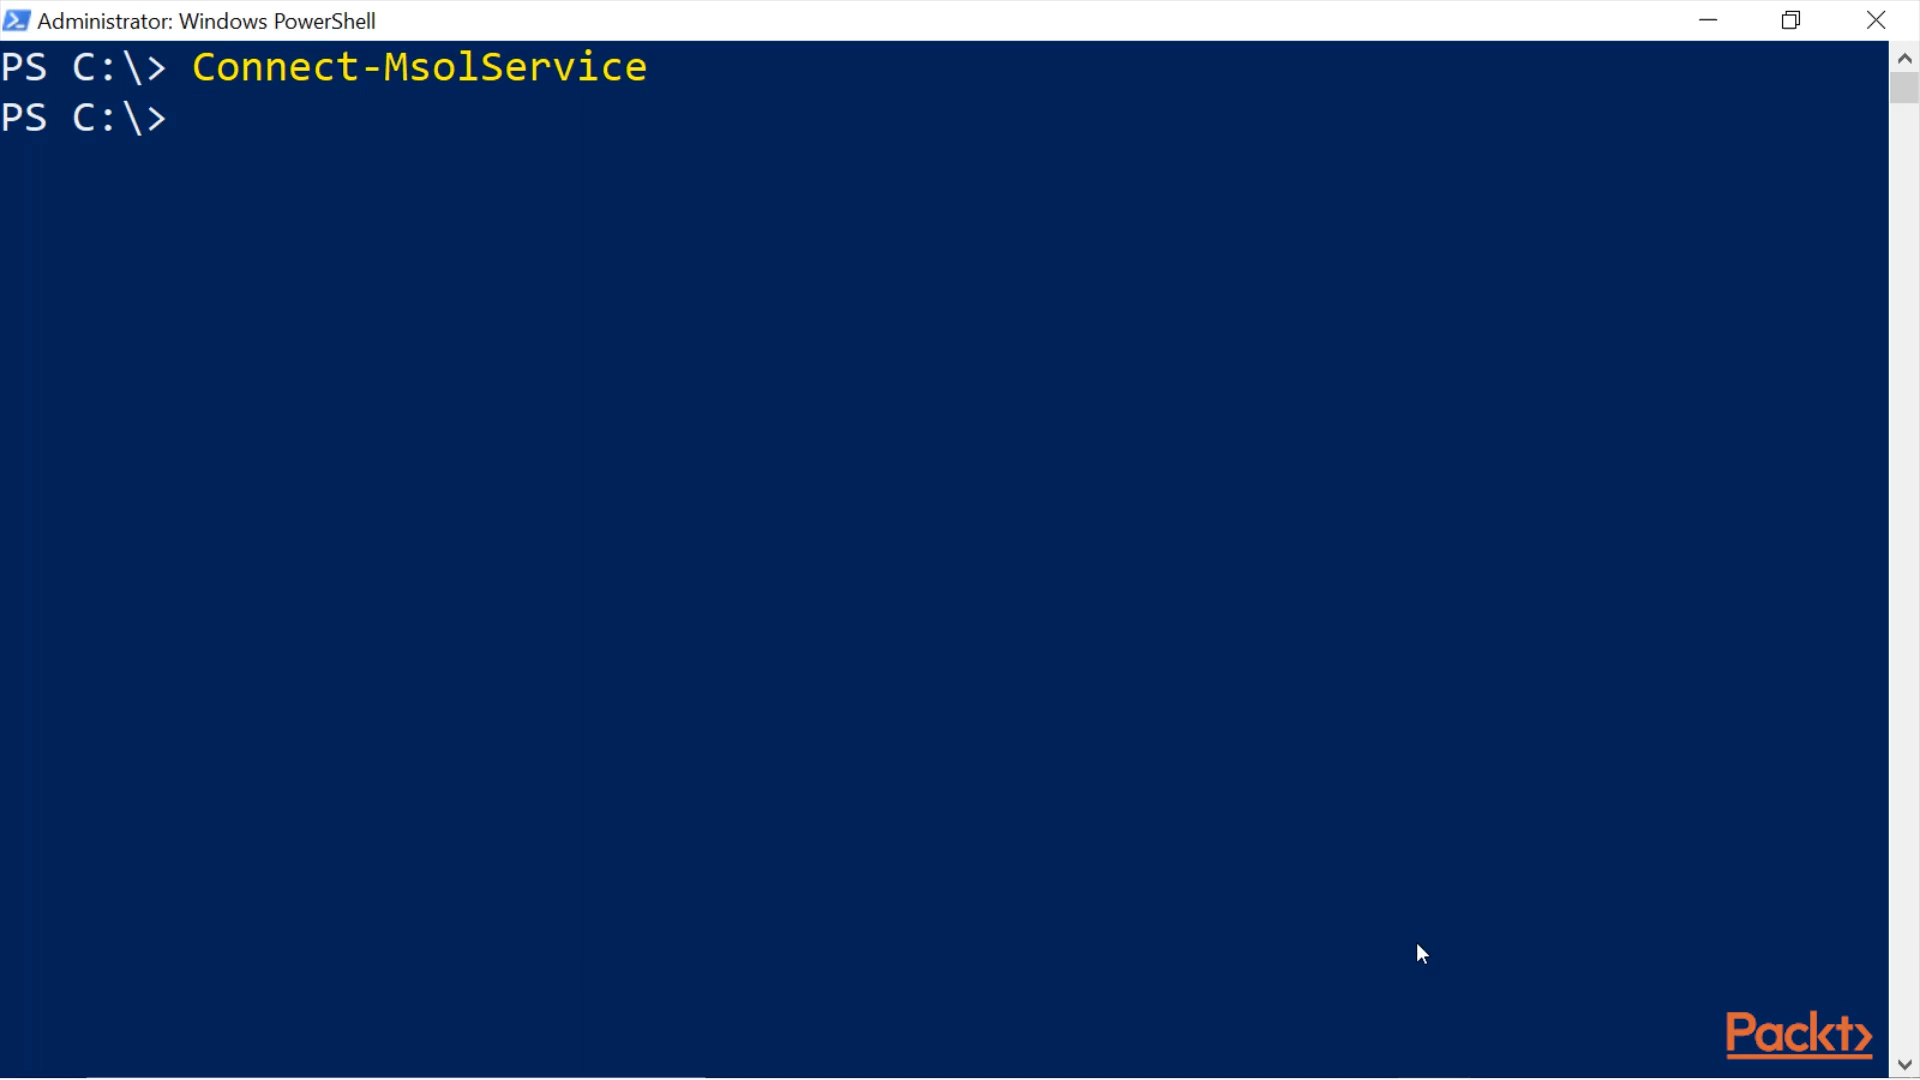 Administrator: Windows PowerShell
PS C:\> Connect-MsolService
PS C:\>
Packt>